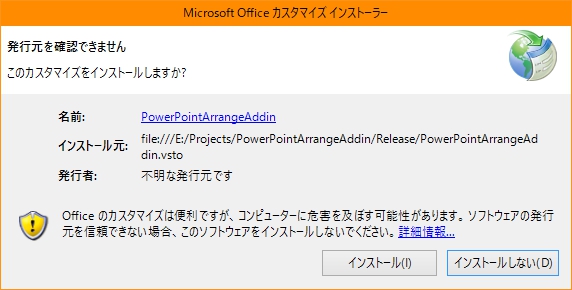 Microsoft Office カスタマイズ インストーラー
発行元を確認できません
このカスタマイズをインストールしますか?
名前: PowerPointArrangeAddin
インストール元: file:///E:/Projects/PowerPointArrangeAddin/Release/PowerPointArrangeAd
din.vsto
発行者: 不明な発行元です
Office のカスタマイズは便利ですが、コンピューターに危害を及ぼす可能性があります。ソフトウェアの発行
元を信頼できない場合、このソフトウェアをインストールしないでください。詳細情報...
インストール(I) インストールしない(D)